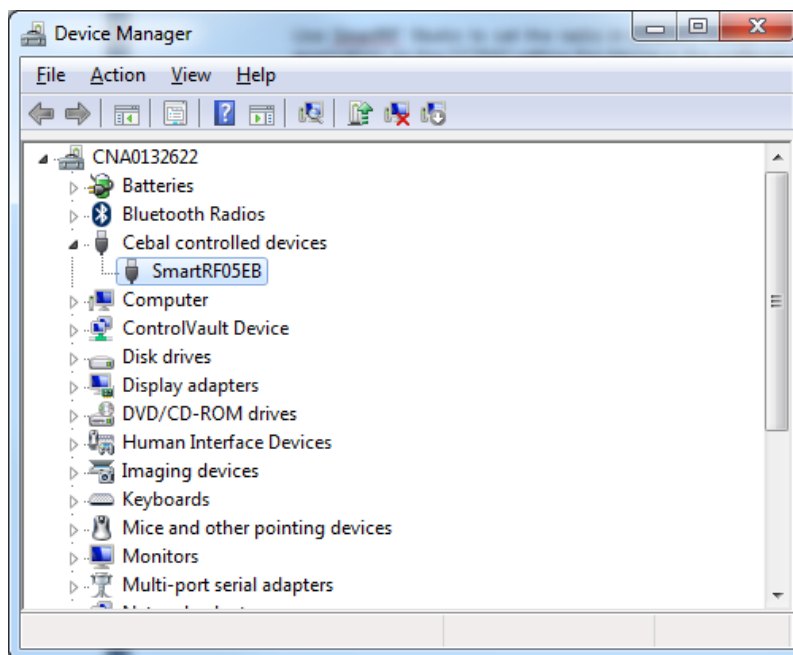 Device Manager
File Action View Help
CNA0132622
Batteries
Bluetooth Radios
Cebal controlled devices
SmartRF05EB
Computer
ControlVault Device
Disk drives
Display adapters
DVD/CD-ROM drives
Human Interface Devices
Imaging devices
Keyboards
Mice and other pointing devices
Monitors
Multi-port serial adapters